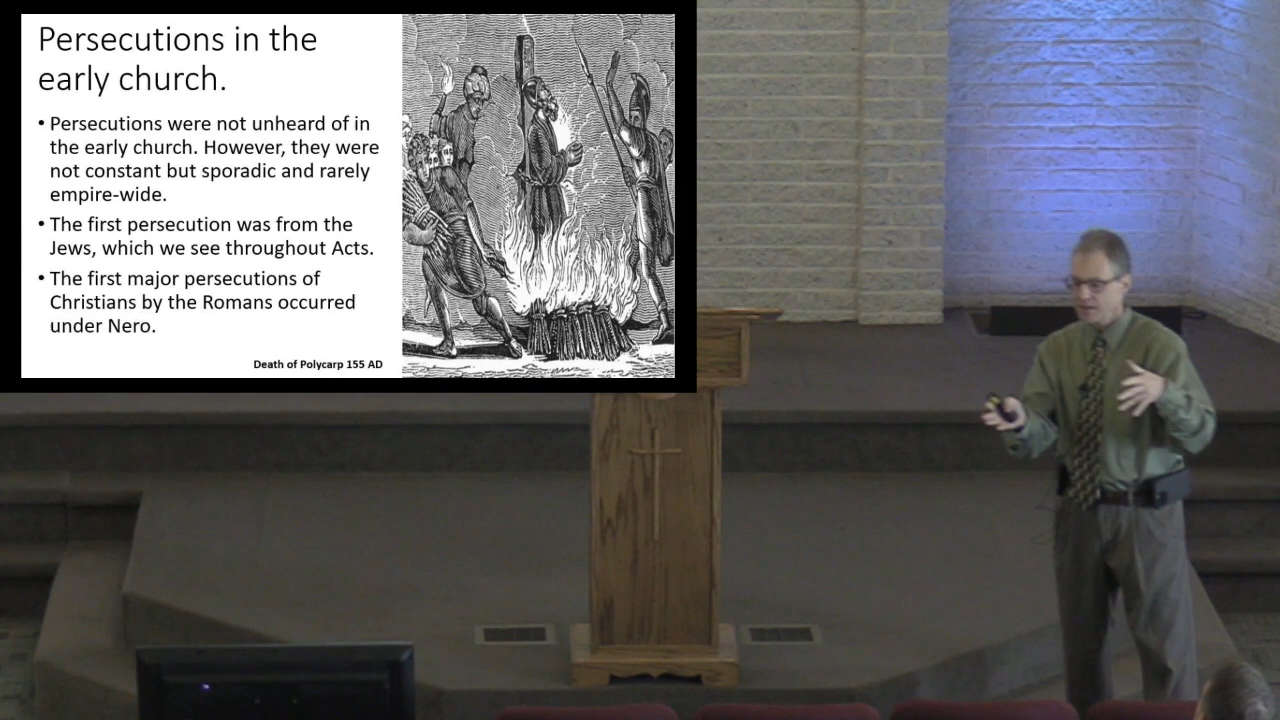 Persecutions in the
early church.
• Persecutions were not unheard of in
the early church. However, they were
not constant but sporadic and rarely
empire-wide.
• The first persecution was from the
Jews, which we see throughout Acts.
• The first major persecutions of
Christians by the Romans occurred
under Nero.
Death of Polycarp 155 AD